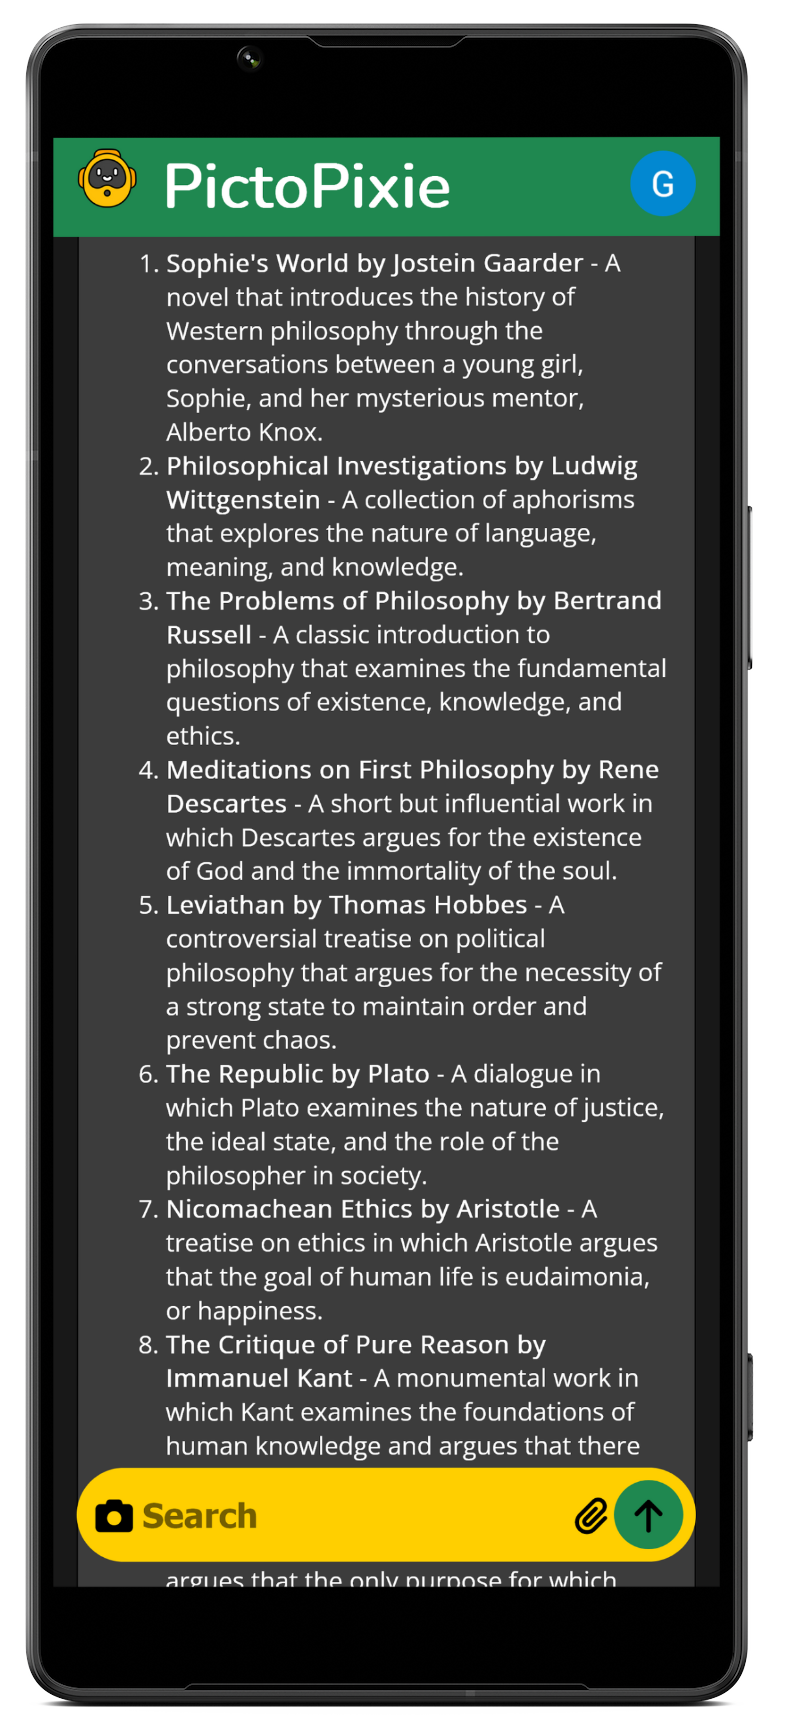 PictoPixie
G
1. Sophie's World by Jostein Gaarder - A
novel that introduces the history of
Western philosophy through the
conversations between a young girl,
Sophie, and her mysterious mentor,
Alberto Knox.
2. Philosophical Investigations by Ludwig
Wittgenstein - A collection of aphorisms
that explores the nature of language,
meaning, and knowledge.
3. The Problems of Philosophy by Bertrand
Russell - A classic introduction to
philosophy that examines the fundamental
questions of existence, knowledge, and
ethics.
4. Meditations on First Philosophy by Rene
Descartes - A short but influential work in
which Descartes argues for the existence
of God and the immortality of the soul.
5. Leviathan by Thomas Hobbes - A
controversial treatise on political
philosophy that argues for the necessity of
a strong state to maintain order and
prevent chaos.
6. The Republic by Plato - A dialogue in
which Plato examines the nature of justice,
the ideal state, and the role of the
philosopher in society.
7. Nicomachean Ethics by Aristotle - A
treatise on ethics in which Aristotle argues
that the goal of human life is eudaimonia,
or happiness.
8. The Critique of Pure Reason by
Immanuel Kant - A monumental work in
which Kant examines the foundations of
human knowledge and argues that there
Search
argues that the only purpose for which